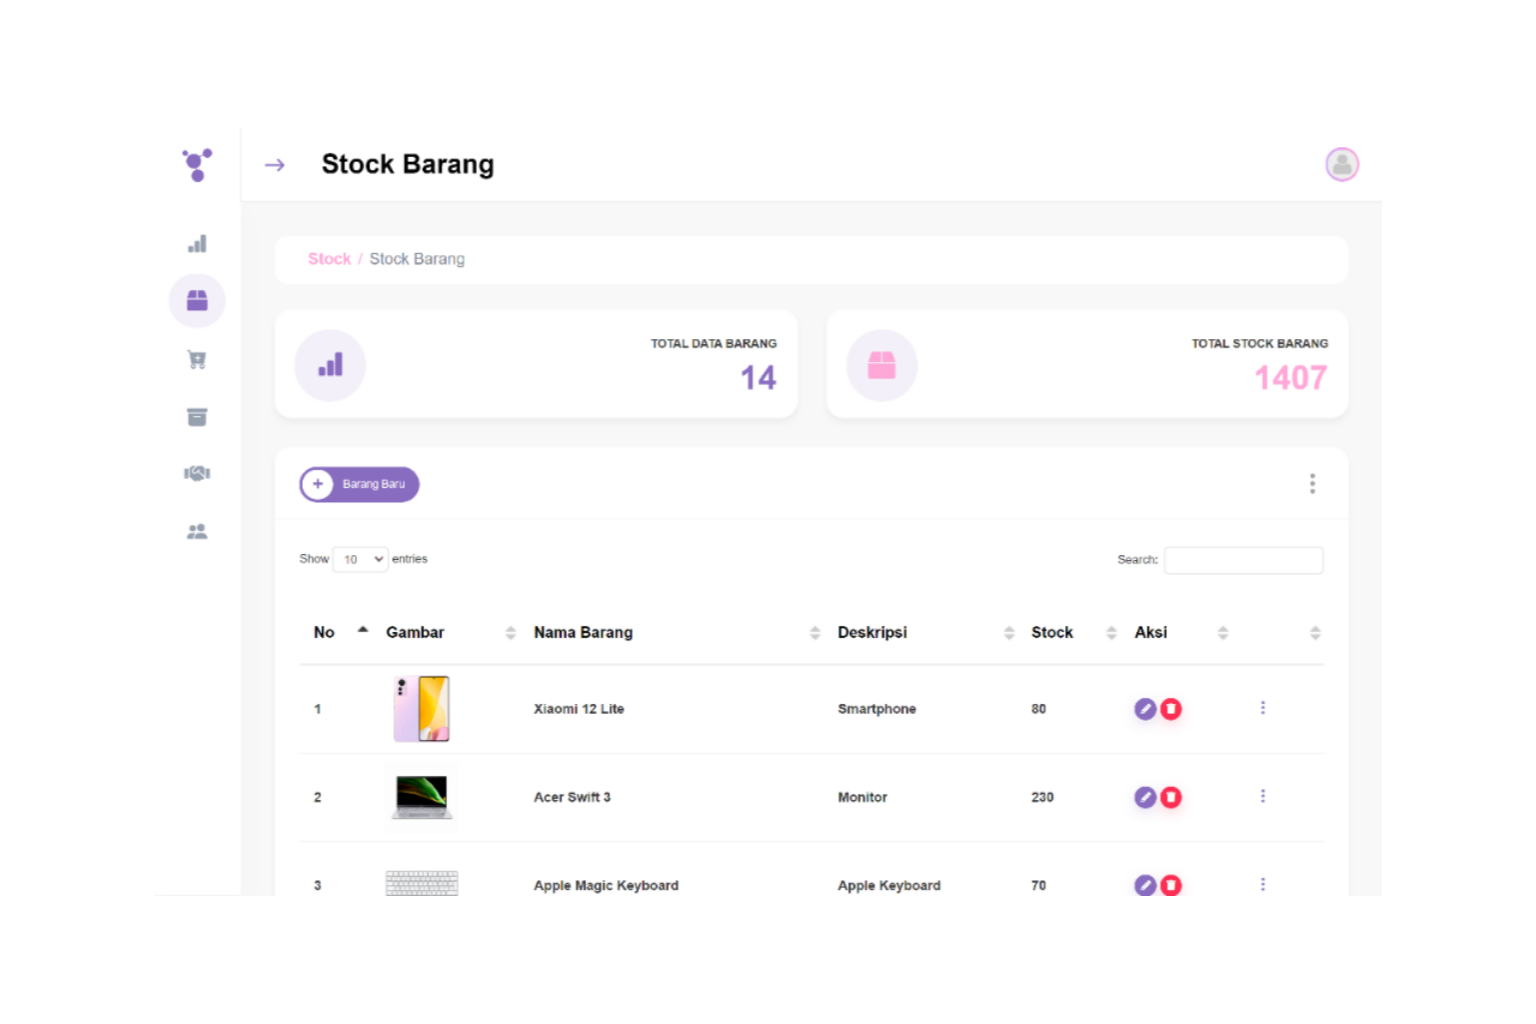 Stock Barang
Stock / Stock Barang
TOTAL DATA BARANG
14
TOTAL STOCK BARANG
1407
+ Barang Baru
Show 10 entries
Search:
No Gambar Nama Barang Deskripsi Stock Aksi
1 Xiaomi 12 Lite Smartphone 80
2 Acer Swift 3 Monitor 230
3 Apple Magic Keyboard Apple Keyboard 70